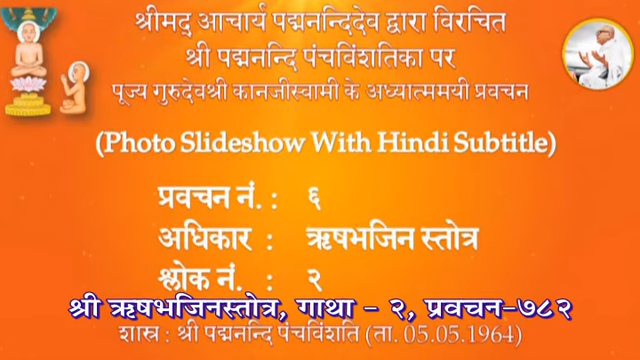 श्रीमद् आचार्य पद्मनन्दिदेव द्वारा विरचित
श्री पद्मनन्दि पंचविंशतिका पर
पूज्य गुरुदेवश्री कानजीस्वामी के अध्यात्ममयी प्रवचन
(Photo Slideshow With Hindi Subtitle)
प्रवचन नं. : ६
अधिकार : ऋषभजिन स्तोत्र
श्लोक नं. : २
श्री ऋषभजिनस्तोत्र, गाथा - २, प्रवचन-७८२
शास्त्र : श्री पद्मनन्दि पंचविंशति (ता. 05.05.1964)